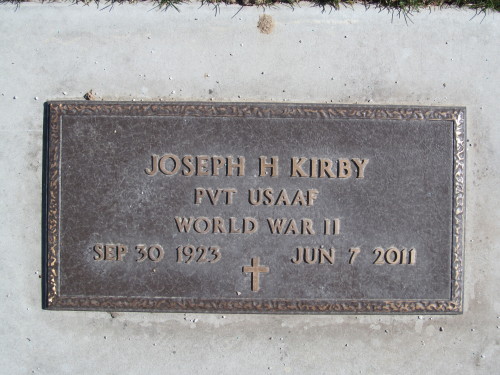 JOSEPH H KIRBY
PVT USAAF
WORLD WAR II
SEP 30 1923 JUN 7 2011